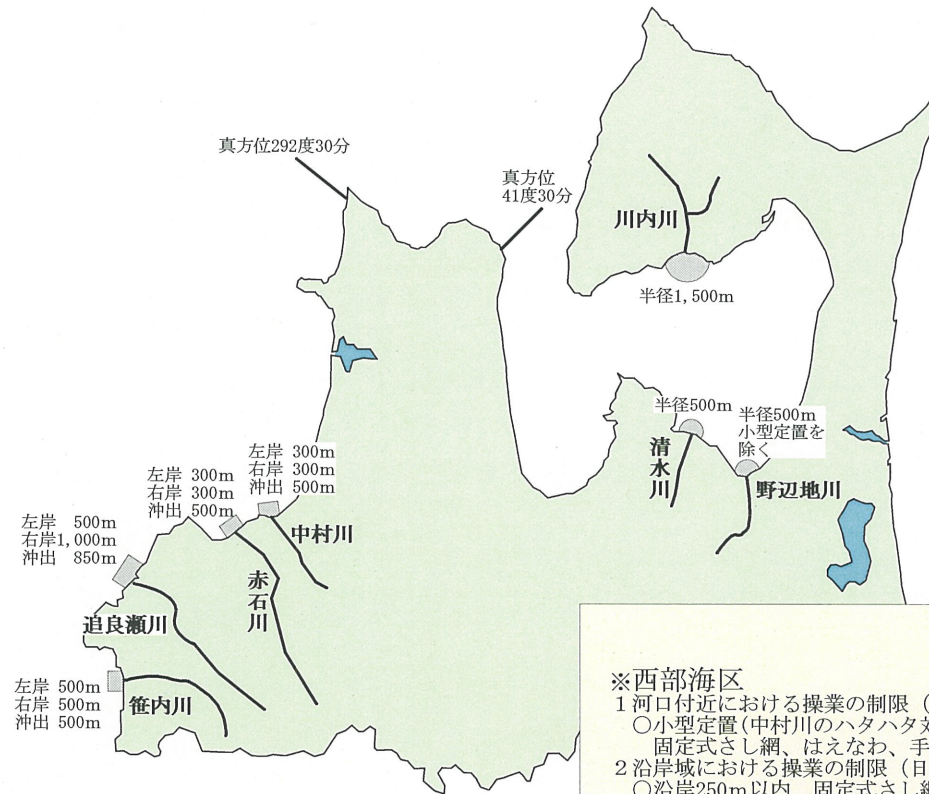 真方位292度30分
真方位
41度30分
川内川
半径1,500m
半径500m
半径500m
小型定置を
除く
清水川
野辺地川
左岸 300m
右岸 300m
沖出 500m
中村川
左岸 300m
右岸 300m
沖出 500m
赤石川
左岸 500m
右岸1,000m
沖出 850m
追良瀬川
左岸 500m
右岸 500m
沖出 500m
笹内川
※西部海区
1河口付近における操業の制限(
○小型定置(中村川のハタハタ
固定式さし網、はえなわ、手
2沿岸域における操業の制限(日
○沿岸250m以内 固定式さし